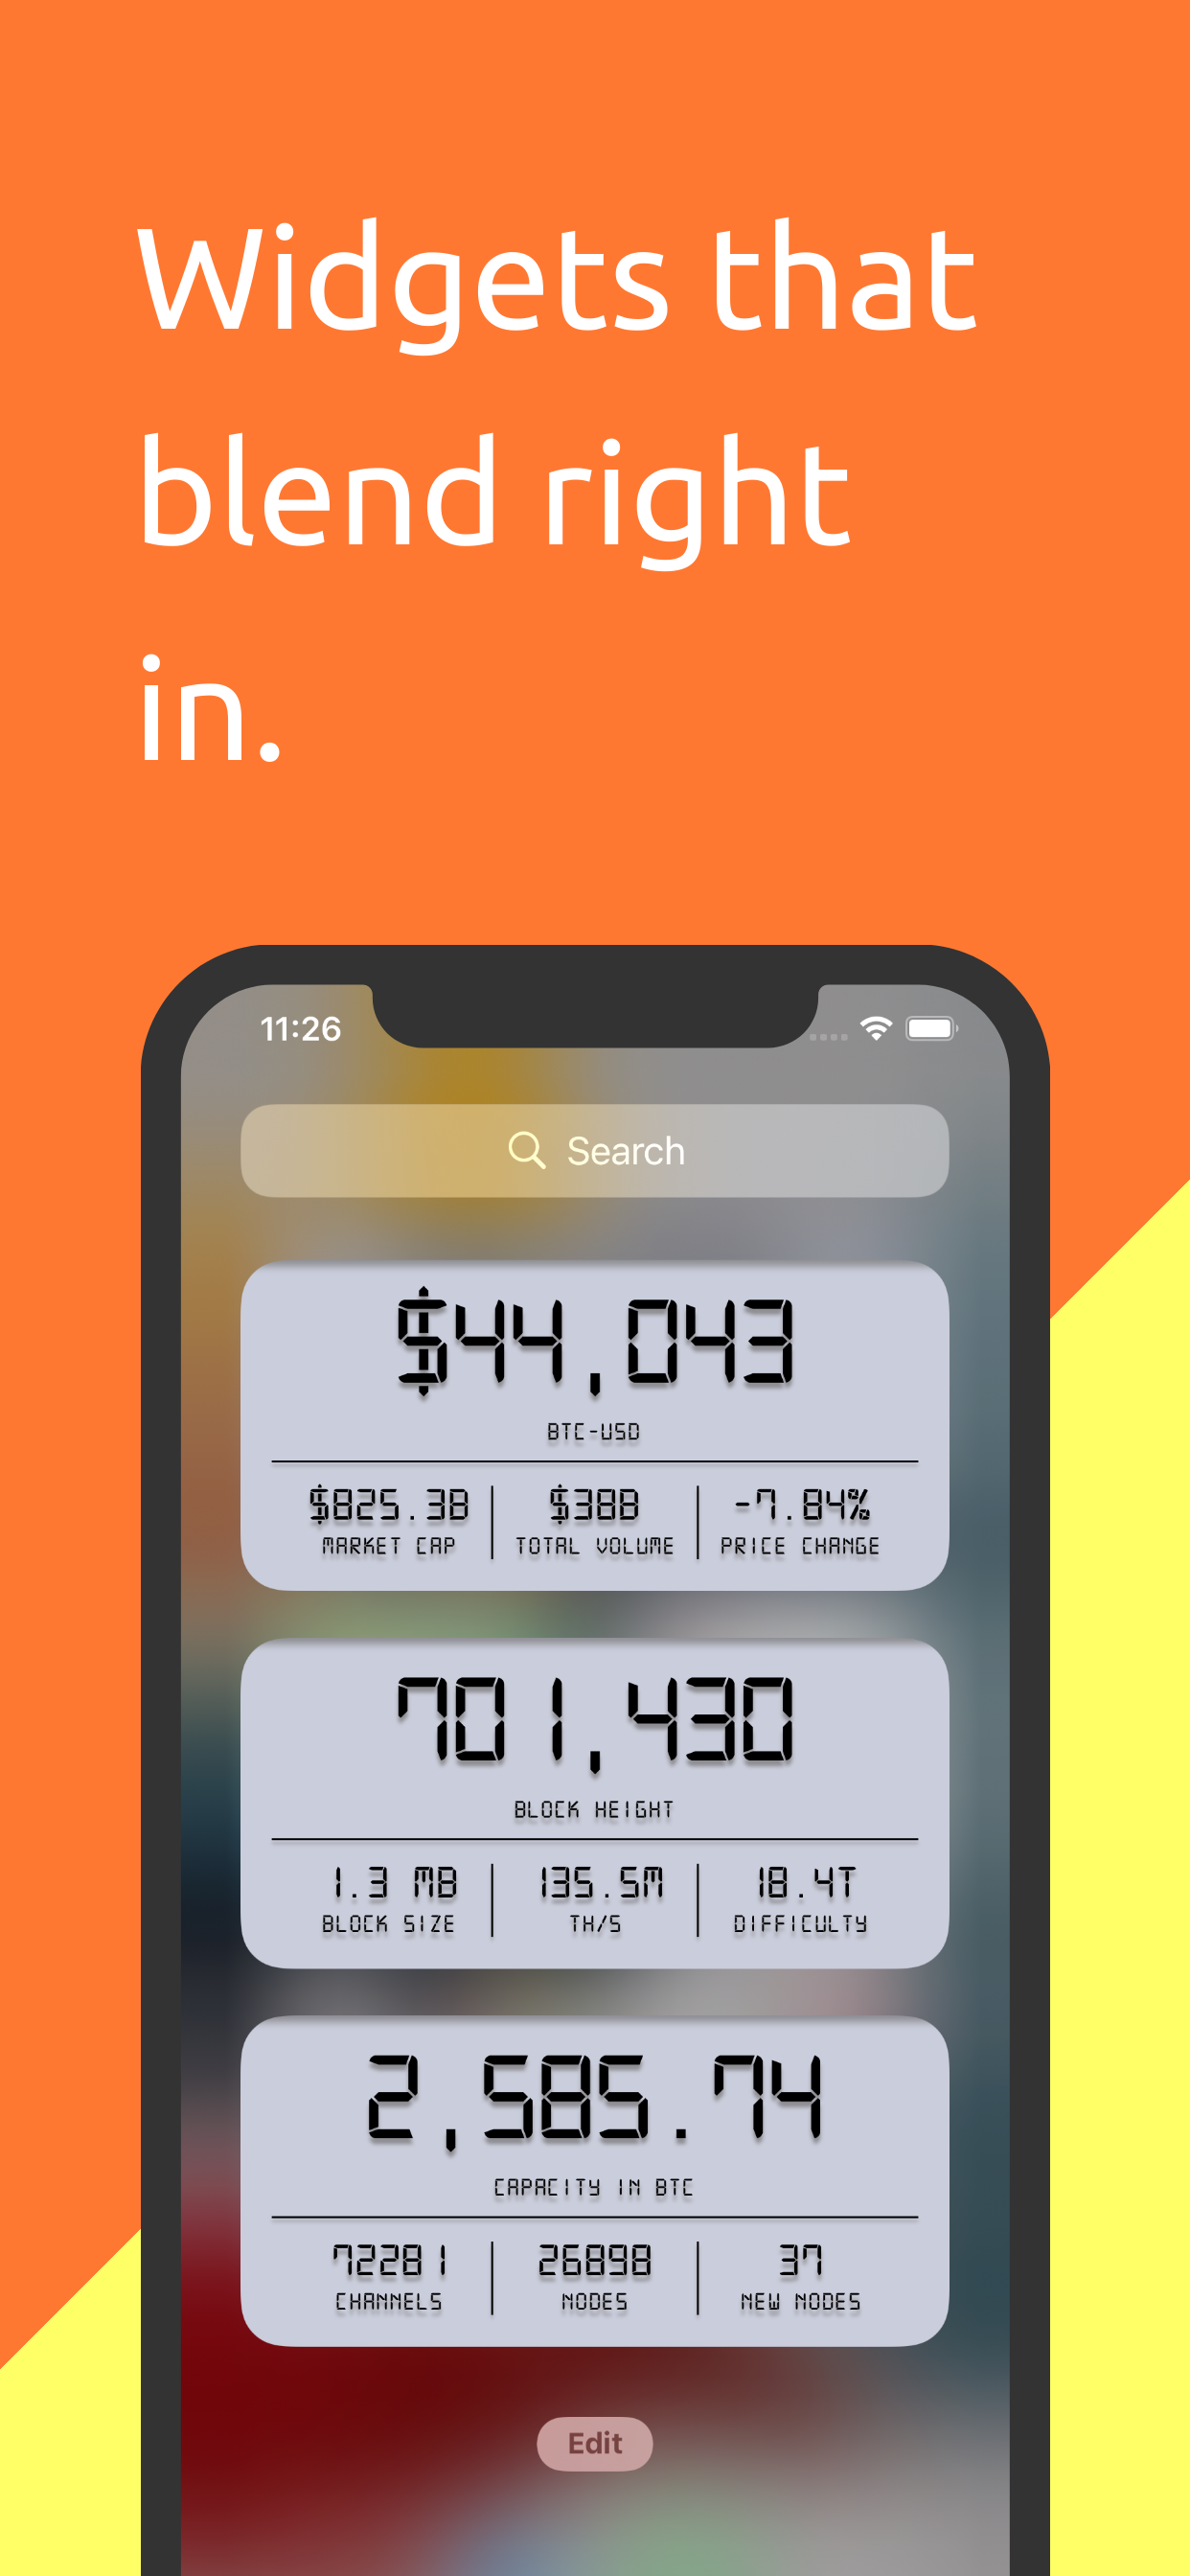 Widgets that
blend right
in.
11:26
Search
$44,043
BTC-USD
$825.3B $38B -7.84%
MARKET CAP TOTAL VOLUME PRICE CHANGE
701,430
BLOCK HEIGHT
1.3 MB 135.5M 18.4T
BLOCK SIZE TH/S DIFFICULTY
2,585.74
CAPACITY IN BTC
72281 26898 37
CHANNELS NODES NEW NODES
Edit